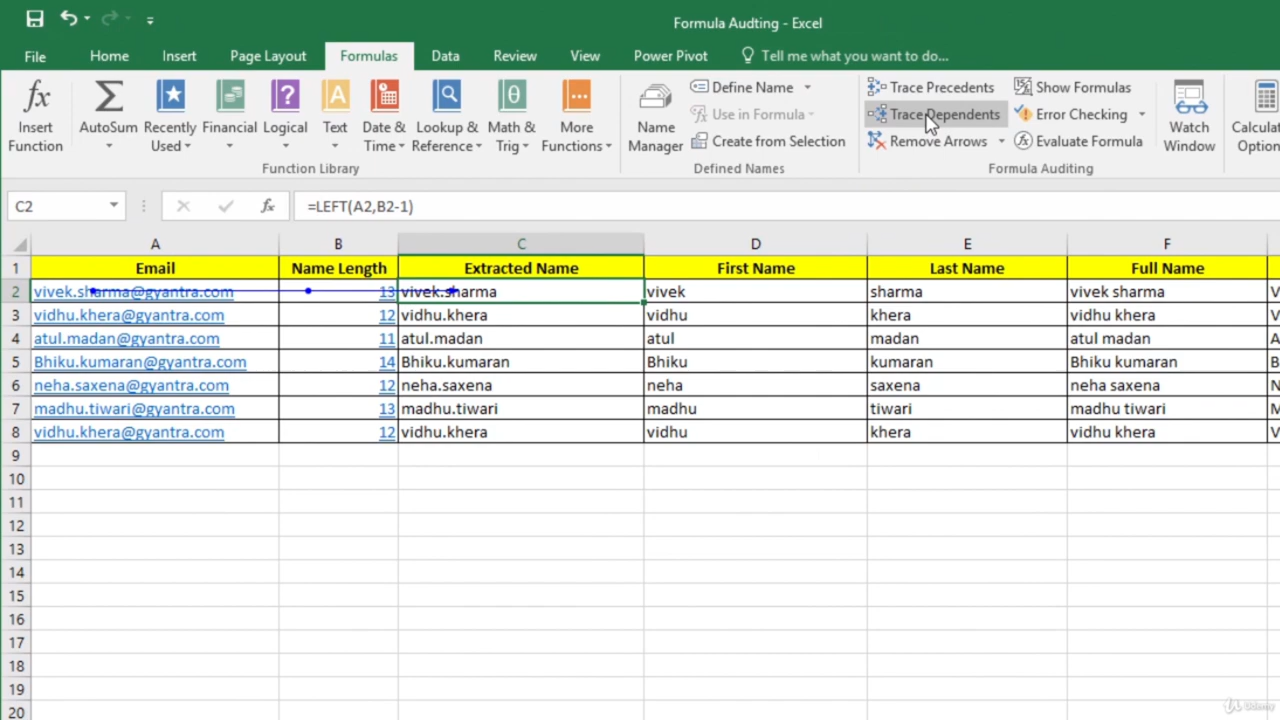 Formula Audting - Excel
File Home Insert Page Layout Formulas Data Review View Power Pivot Tell me what you want to do...
fx Insert Function
Σ AutoSum
Recently Used
Financial
? Logical
A Text
Date & Time
Lookup & Reference
θ Math & Trig
More Functions
Function Library
Name Manager
Define Name
Use in Formula
Create from Selection
Defined Names
Trace Precedents
Trace Dependents
Remove Arrows
Show Formulas
Error Checking
fx Evaluate Formula
Formula Auditing
Watch Window
C2 fx =LEFT(A2,B2-1)
A B C D E F
1 Email Name Length Extracted Name First Name Last Name Full Name
2 vivek.sharma@gyantra.com 13 vivek.sharma vivek sharma vivek sharma V
3 vidhu.khera@gyantra.com 12 vidhu.khera vidhu khera vidhu khera V
4 atul.madan@gyantra.com 11 atul.madan atul madan atul madan A
5 Bhiku.kumaran@gyantra.com 14 Bhiku.kumaran Bhiku kumaran Bhiku kumaran B
6 neha.saxena@gyantra.com 12 neha.saxena neha saxena neha saxena N
7 madhu.tiwari@gyantra.com 13 madhu.tiwari madhu tiwari madhu tiwari M
8 vidhu.khera@gyantra.com 12 vidhu.khera vidhu khera vidhu khera V
9
10
11
12
13
14
15
16
17
18
19
20
Udemy